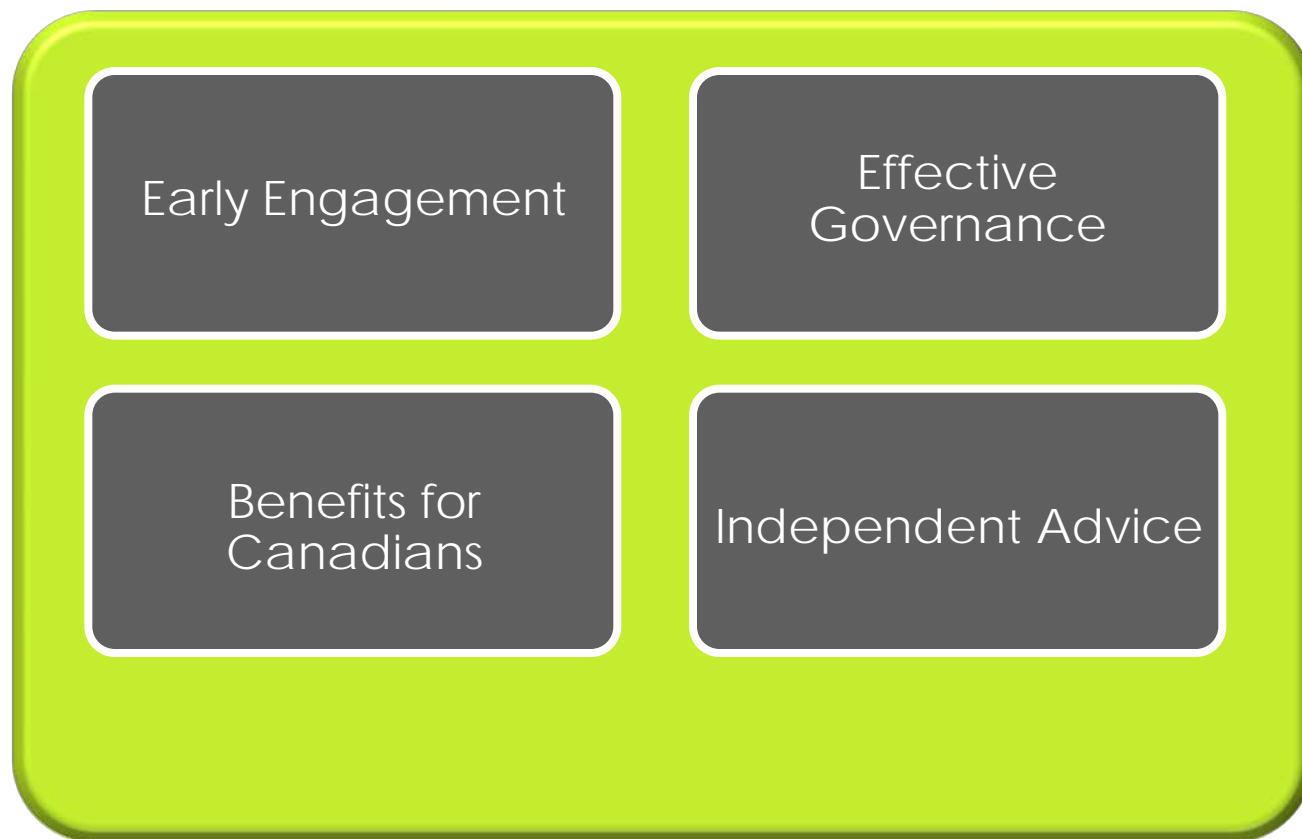 Early Engagement
Effective
Governance
Benefits for
Canadians
Independent Advice